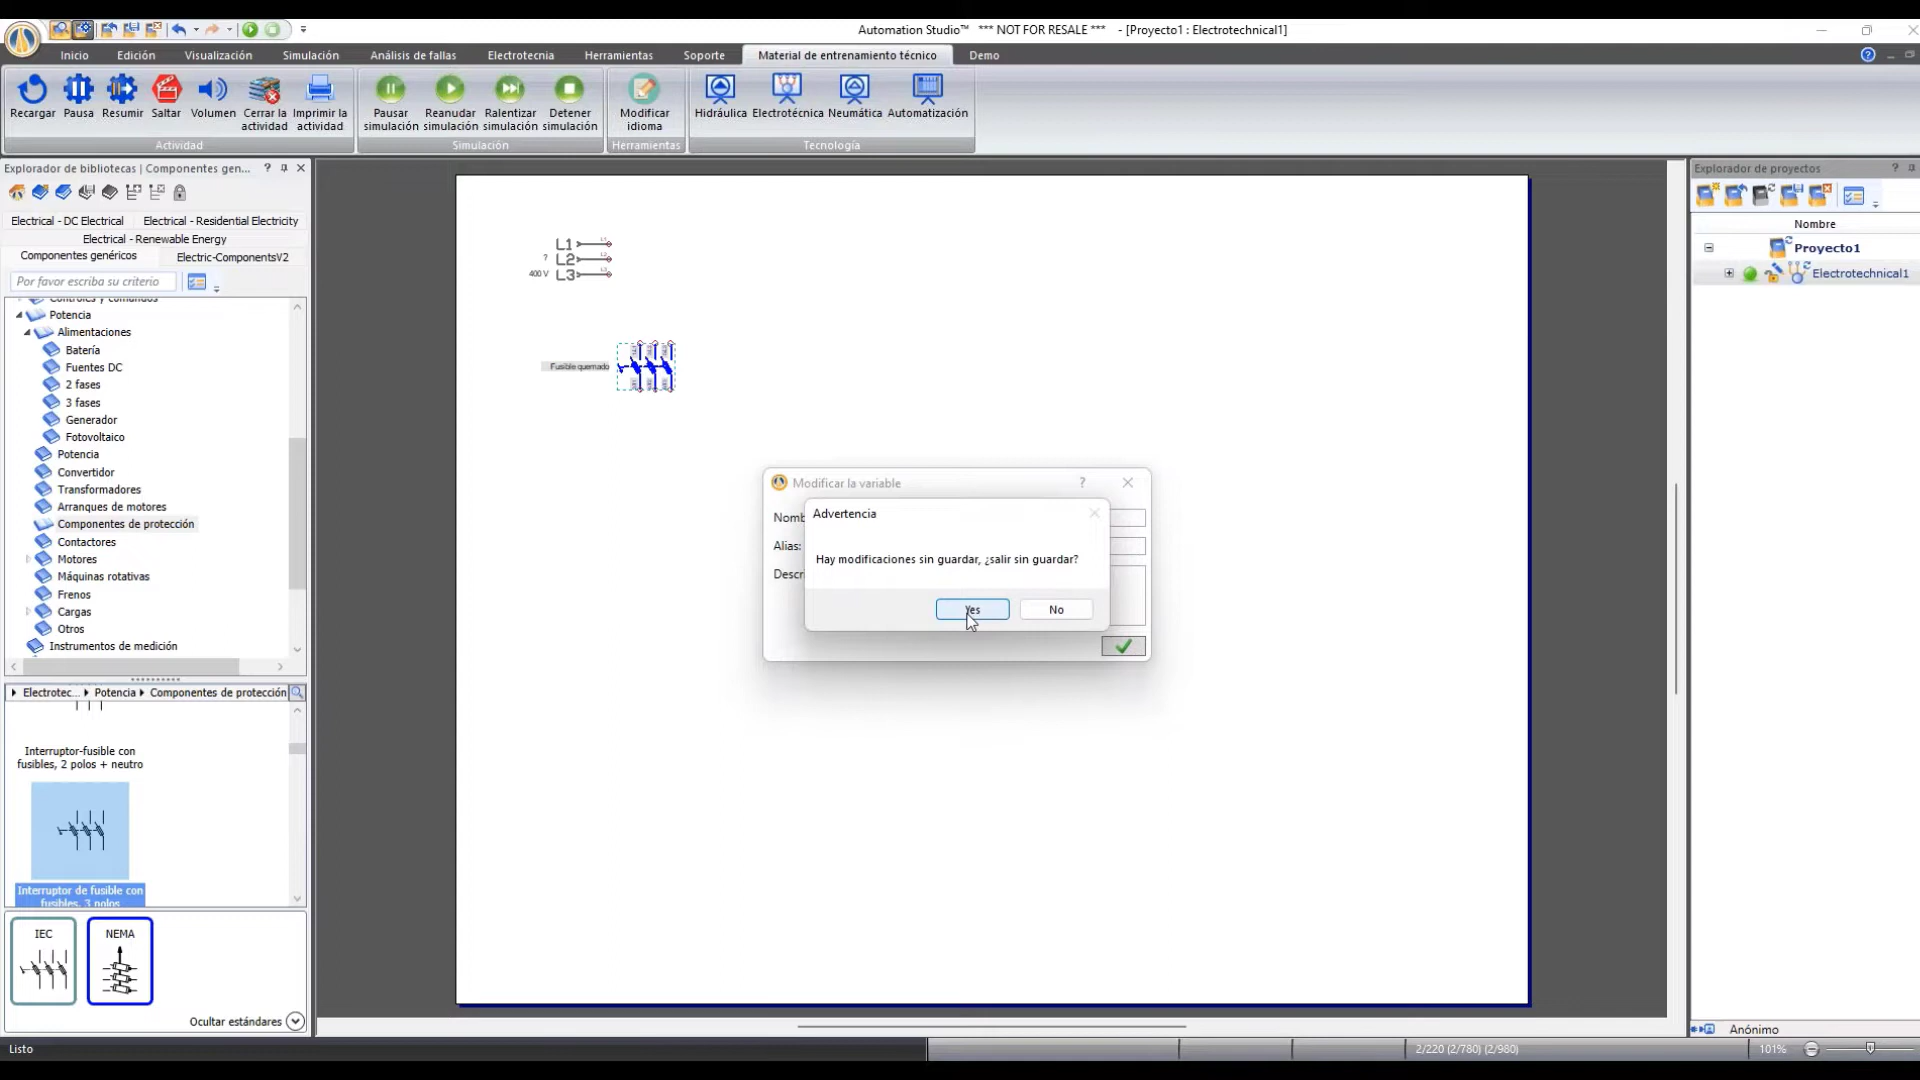 Automation Studio™ *** NOT FOR RESALE *** - [Proyecto1 : Electrotechnical1]
Inicio Edición Visualización Simulación Análisis de fallas Electrotecnia Herramientas Soporte Material de entrenamiento técnico Demo
Recargar Pausa Resumir Saltar Volumen Cerrar la actividad Imprimir la actividad
Pausar simulación Reanudar simulación Ralentizar simulación Detener simulación
Modificar idioma
Hidráulica Electrotécnica Neumática Automatización
Actividad Simulación Herramientas Tecnología
Explorador de bibliotecas | Componentes gen... ?
Electrical - DC Electrical Electrical - Residential Electricity
Electrical - Renewable Energy
Componentes genéricos Electric-ComponentsV2
Por favor escriba su criterio
Controles y comandos
Potencia
Alimentaciones
Batería
Fuentes DC
2 fases
3 fases
Generador
Fotovoltaico
Potencia
Convertidor
Transformadores
Arranques de motores
Componentes de protección
Contactores
Motores
Máquinas rotativas
Frenos
Cargas
Otros
Instrumentos de medición
Electrotec... Potencia Componentes de protección
Interruptor-fusible con
fusibles, 2 polos + neutro
Interruptor de fusible con
fusibles, 3 polos
IEC NEMA
Ocultar estándares
L1
? L2
400 V L3
Fusible quemado
Modificar la variable ?
Advertencia
Nomb
Alias:
Hay modificaciones sin guardar, ¿salir sin guardar?
Descri
Yes No
Explorador de proyectos ?
Nombre
Proyecto1
Electrotechnical1
Anónimo
Listo
2/220 (2/780) (2/980)
101%